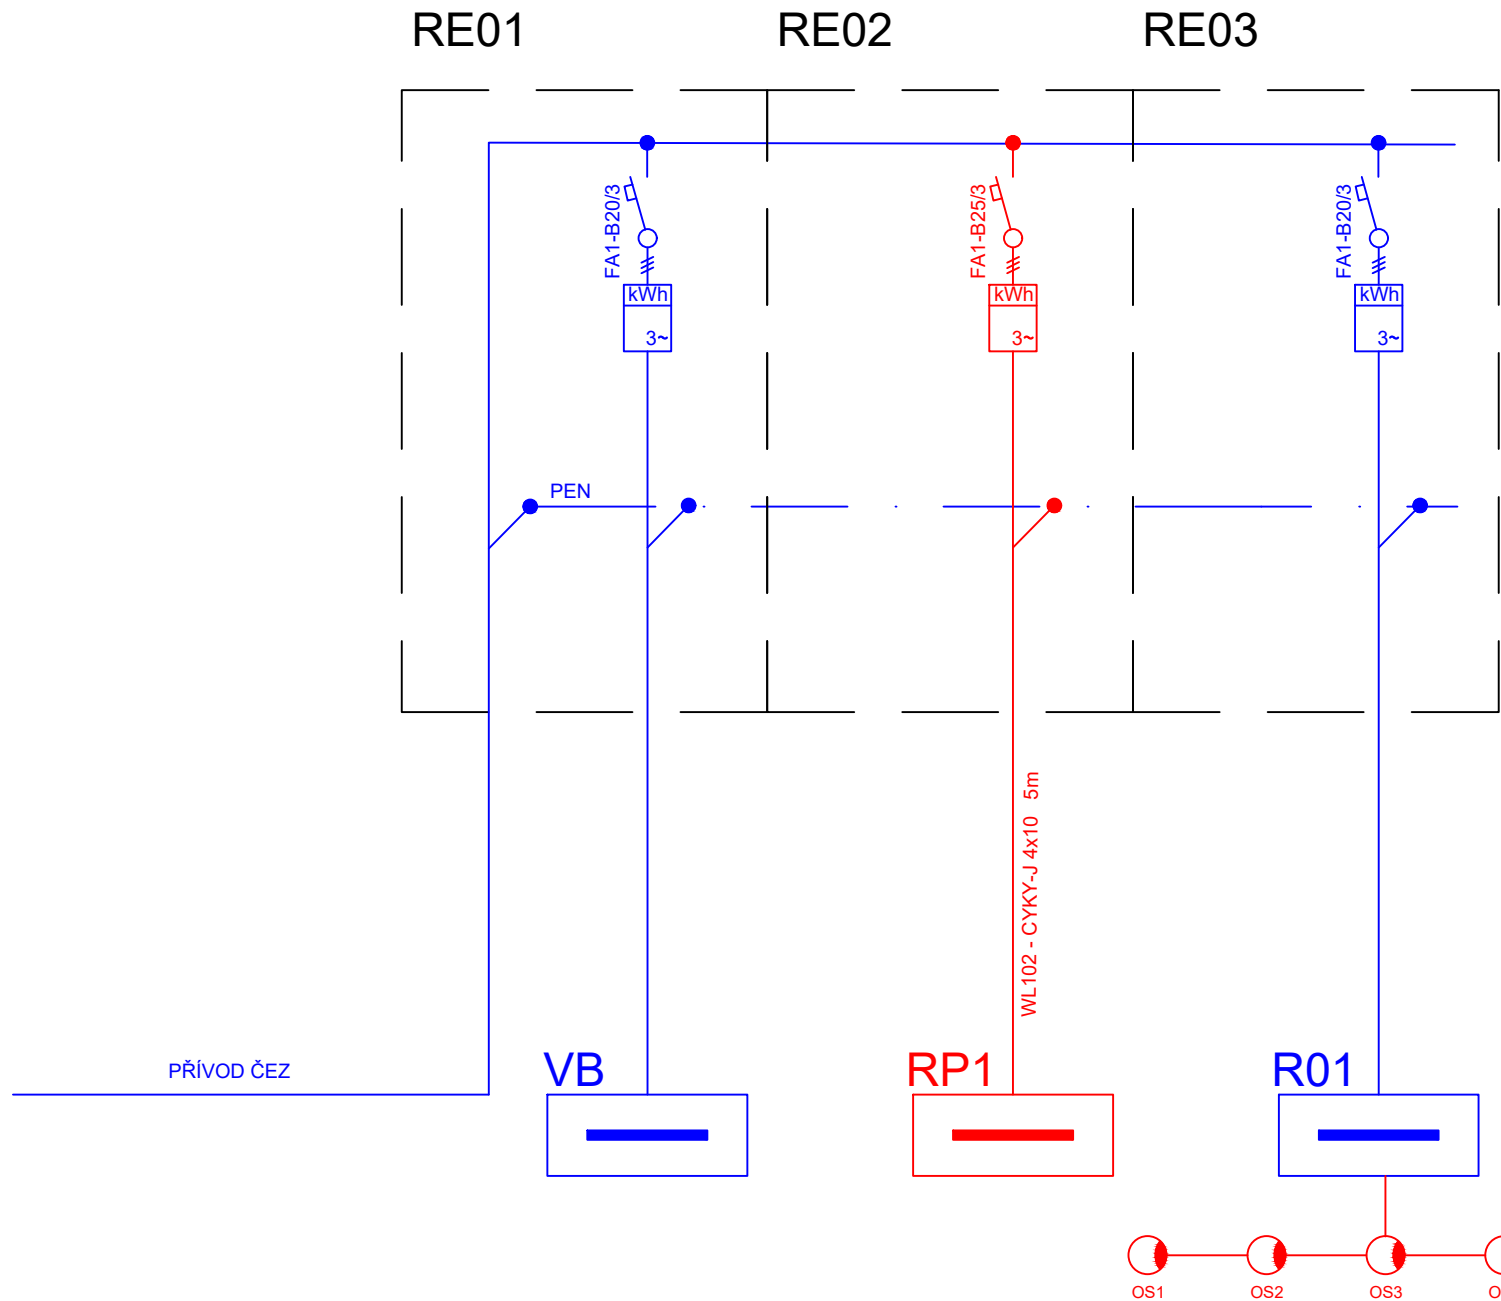 RE01
RE02
RE03
FA1-B20/3
FA1-B25/3
FA1-B20/3
kWh
kWh
kWh
3~
3~
3~
PEN
WL102 - CYKY-J 4x10 5m
PŘÍVOD ČEZ
VB
RP1
R01
OS1
OS2
OS3